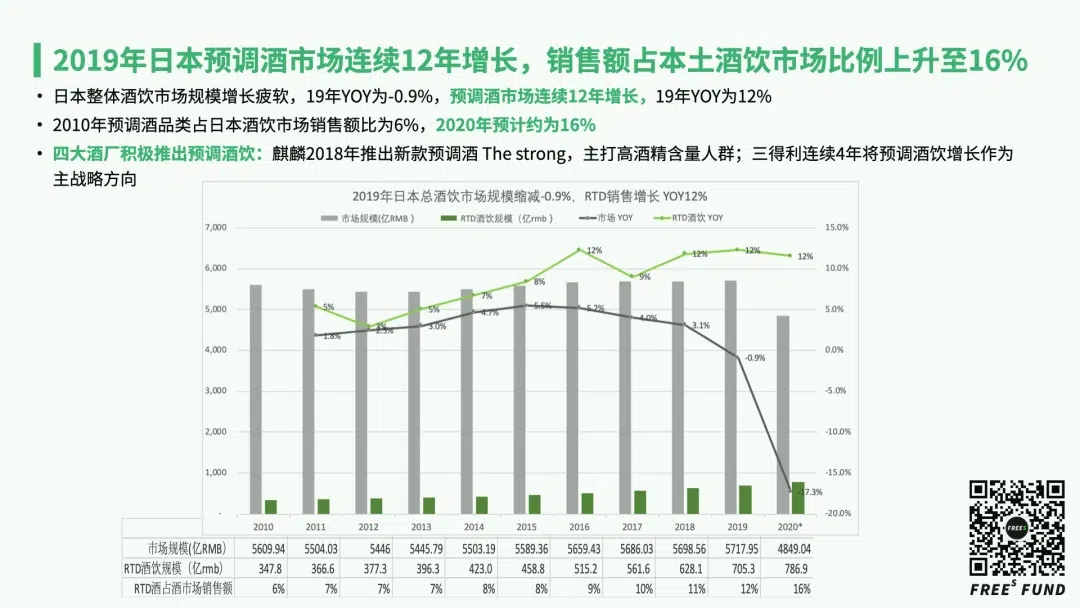 2019年日本预调酒市场连续12年增长，销售额占本土酒饮市场比例上升至16%
• 日本整体酒饮市场规模增长疲软，19年YOY为-0.9%，预调酒市场连续12年增长，19年YOY为12%
• 2010年预调酒品类占日本酒饮市场销售额比为6%，2020年预计约为16%
• 四大酒厂积极推出预调酒饮：麒麟2018年推出新款预调酒 The strong，主打高酒精含量人群；三得利连续4年将预调酒饮增长作为
主战略方向
2019年日本总酒饮市场规模缩减-0.9%，RTD销售增长 YOY12%
市场规模(亿RMB） RTD酒饮规模（亿rmb） 市场 YOY RTD酒饮 YOY
7,000 15.0%
6,000 10.0%
5,000 5.0%
4,000 0.0%
3,000 -5.0%
2,000 -10.0%
1,000 -15.0%
- -20.0%
5% 5% 7% 8% 12% 9% 12% 12% 12%
1.8% 3.0% 4.7% 5.5% 5.2% 4.0% 3.1% -0.9% -17.3%
2010 2011 2012 2013 2014 2015 2016 2017 2018 2019 2020*
市场规模(亿RMB) 5609.94 5504.03 5446 5445.79 5503.19 5589.36 5659.43 5686.03 5698.56 5717.95 4849.04
RTD酒饮规模(亿rmb) 347.8 366.6 377.3 396.3 423.0 458.8 515.2 561.6 628.1 705.3 786.9
RTD酒占酒市场销售额 6% 7% 7% 7% 8% 8% 9% 10% 11% 12% 16%
FREES
FREES FUND